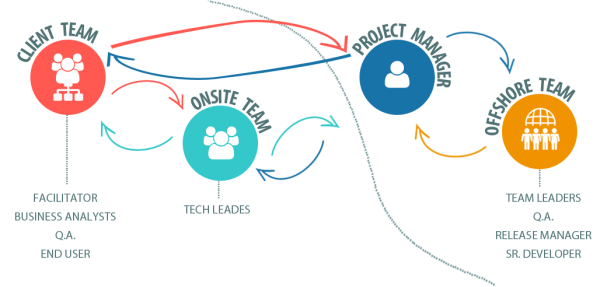 CLIENT TEAM
PROJECT MANAGER
ONSITE TEAM
OFFSHORE TEAM
FACILITATOR
BUSINESS ANALYSTS
Q.A.
END USER
TECH LEADES
TEAM LEADERS
Q.A.
RELEASE MANAGER
SR. DEVELOPER